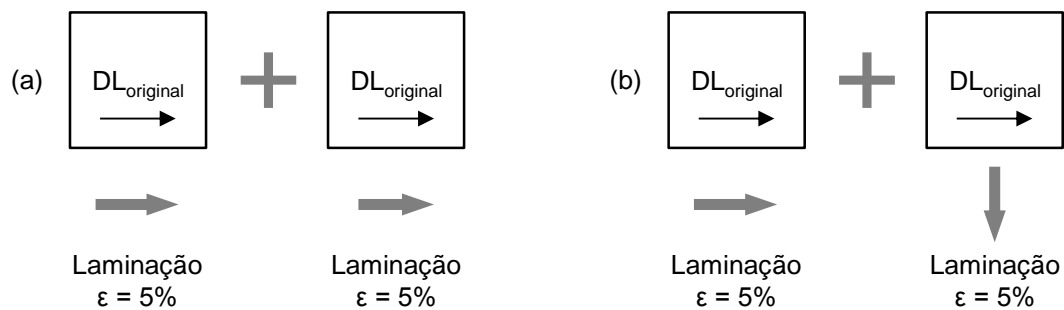 (a) DLoriginal DLoriginal (b) DLoriginal DLoriginal
Laminação Laminação Laminação Laminação
ε = 5% ε = 5% ε = 5% ε = 5%